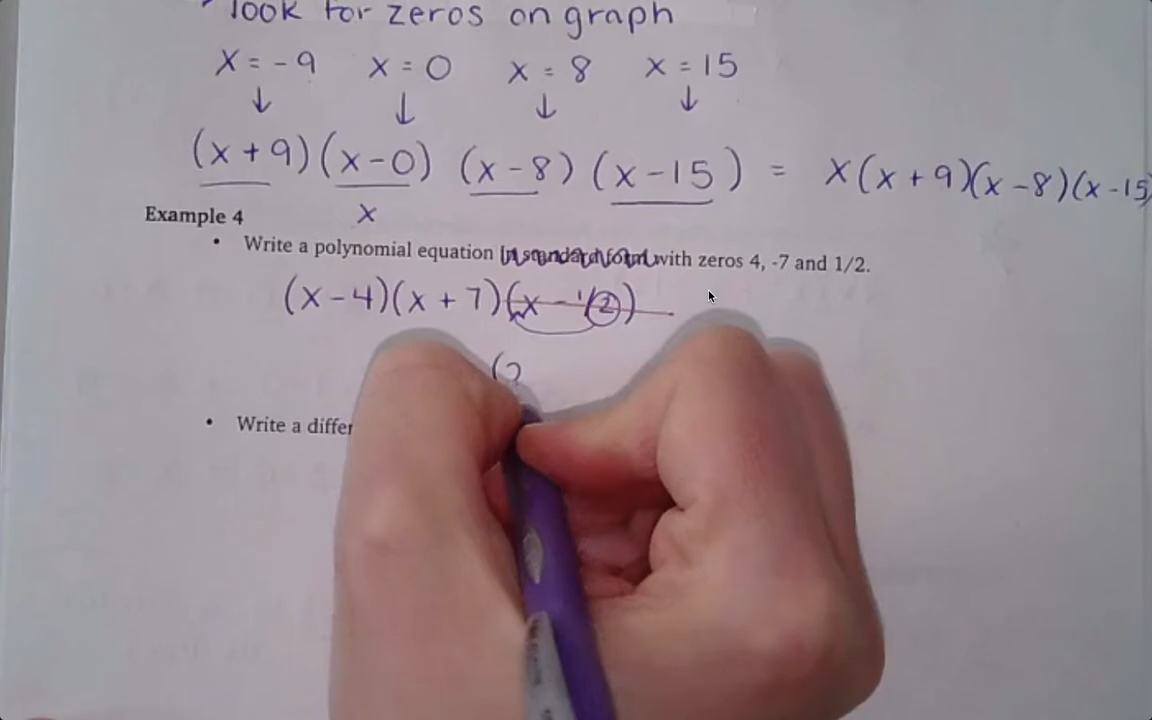 look for zeros on graph
x = -9 x = 0 x = 8 x = 15
↓ ↓ ↓ ↓
(x + 9)(x - 0) (x - 8) (x - 15) = x(x + 9)(x - 8)(x - 15)
x
Example 4
• Write a polynomial equation in standard form with zeros 4, -7 and 1/2.
(x - 4)(x + 7)(x - 1/2)
(2
• Write a differ